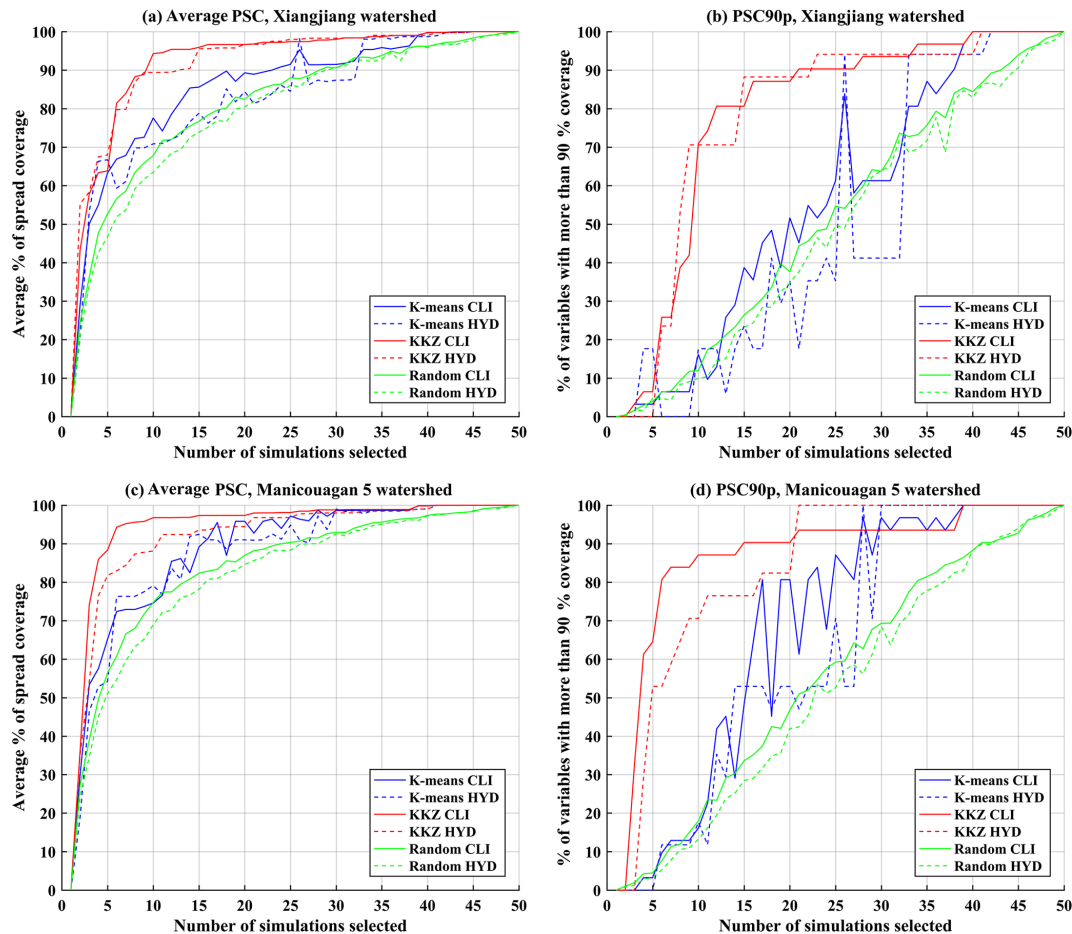 (a) Average PSC, Xiangjiang watershed
Average % of spread coverage
100
90
80
70
60
50
40
30
20
10
0
K-means CLI
K-means HYD
KKZ CLI
KKZ HYD
Random CLI
Random HYD
0 5 10 15 20 25 30 35 40 45 50
Number of simulations selected
(b) PSC90p, Xiangjiang watershed
% of variables with more than 90 % coverage
100
90
80
70
60
50
40
30
20
10
0
K-means CLI
K-means HYD
KKZ CLI
KKZ HYD
Random CLI
Random HYD
0 5 10 15 20 25 30 35 40 45 50
Number of simulations selected
(c) Average PSC, Manicouagan 5 watershed
Average % of spread coverage
100
90
80
70
60
50
40
30
20
10
0
K-means CLI
K-means HYD
KKZ CLI
KKZ HYD
Random CLI
Random HYD
0 5 10 15 20 25 30 35 40 45 50
Number of simulations selected
(d) PSC90p, Manicouagan 5 watershed
% of variables with more than 90 % coverage
100
90
80
70
60
50
40
30
20
10
0
K-means CLI
K-means HYD
KKZ CLI
KKZ HYD
Random CLI
Random HYD
0 5 10 15 20 25 30 35 40 45 50
Number of simulations selected